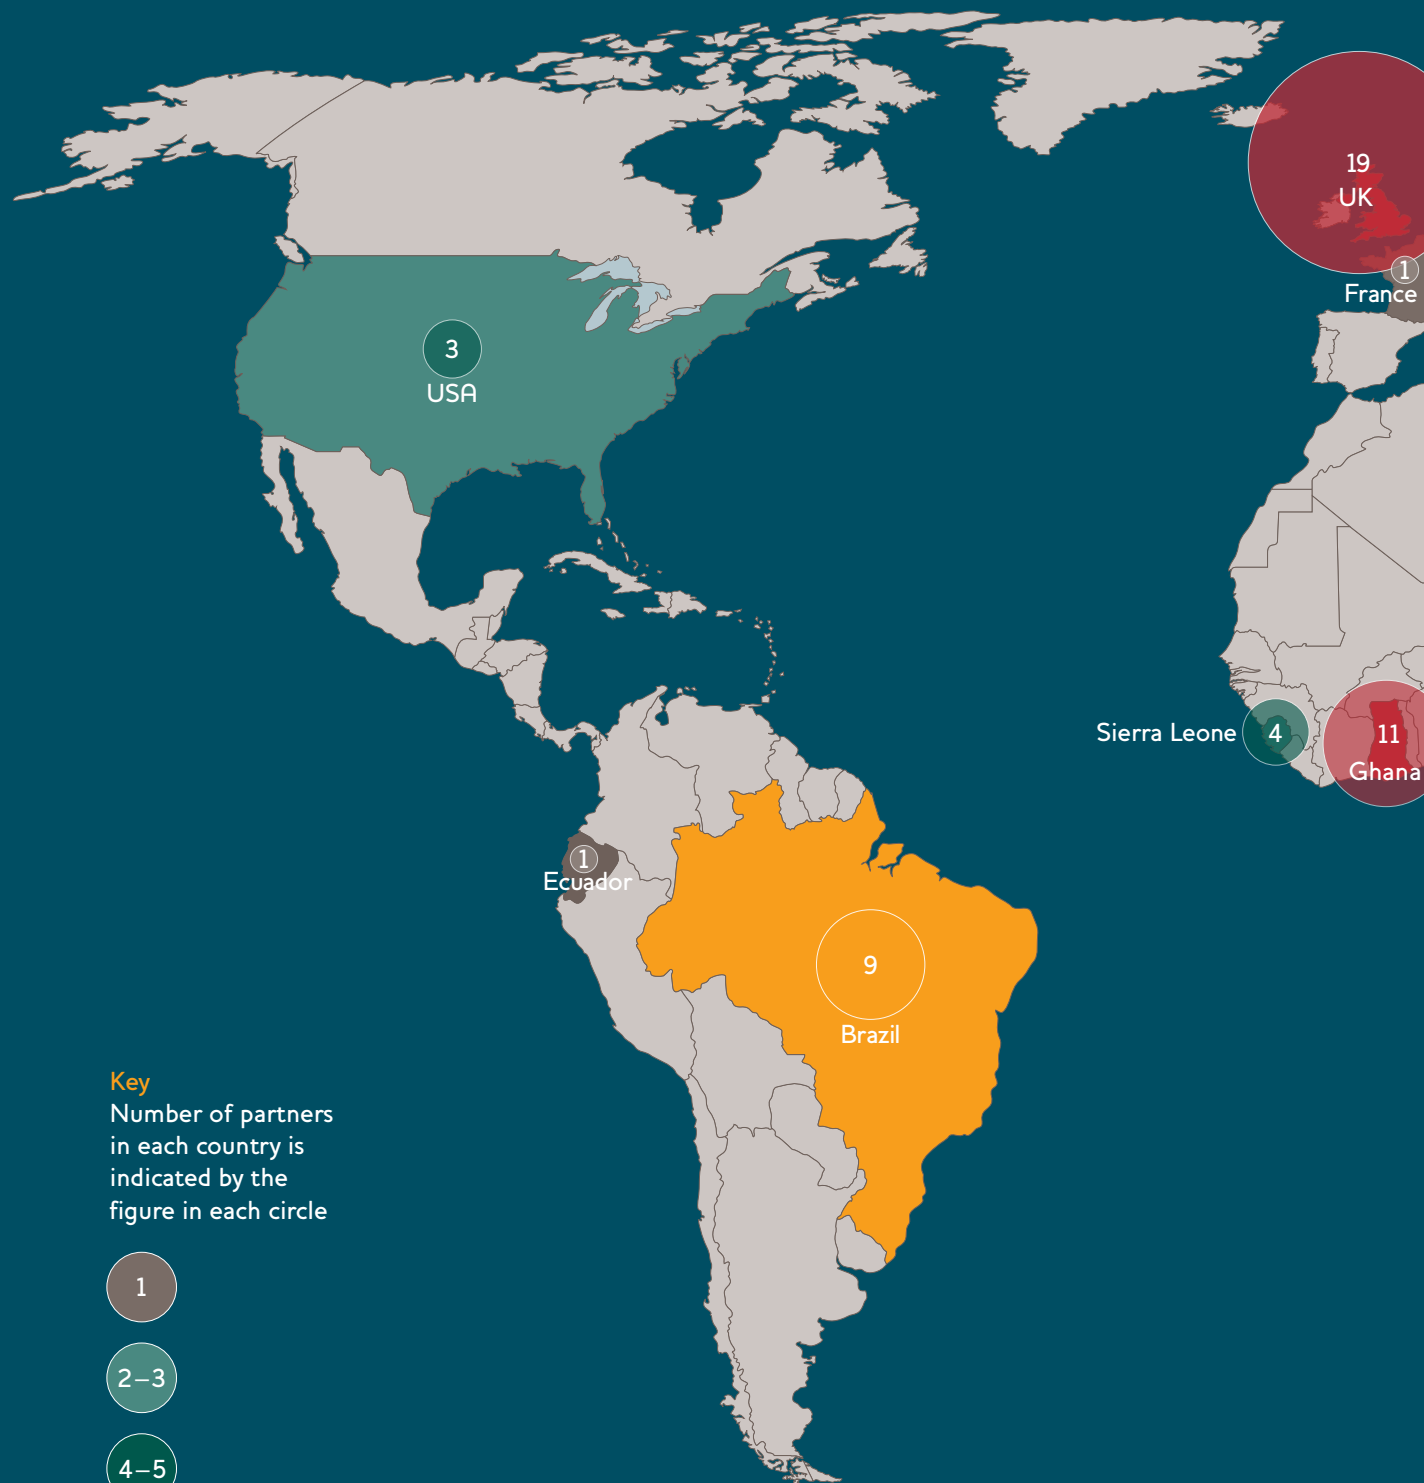 19
UK
1
France
3
USA
Sierra Leone
4
11
Ghana
1
Ecuador
9
Brazil
Key
Number of partners
in each country is
indicated by the
figure in each circle
1
2–3
4–5